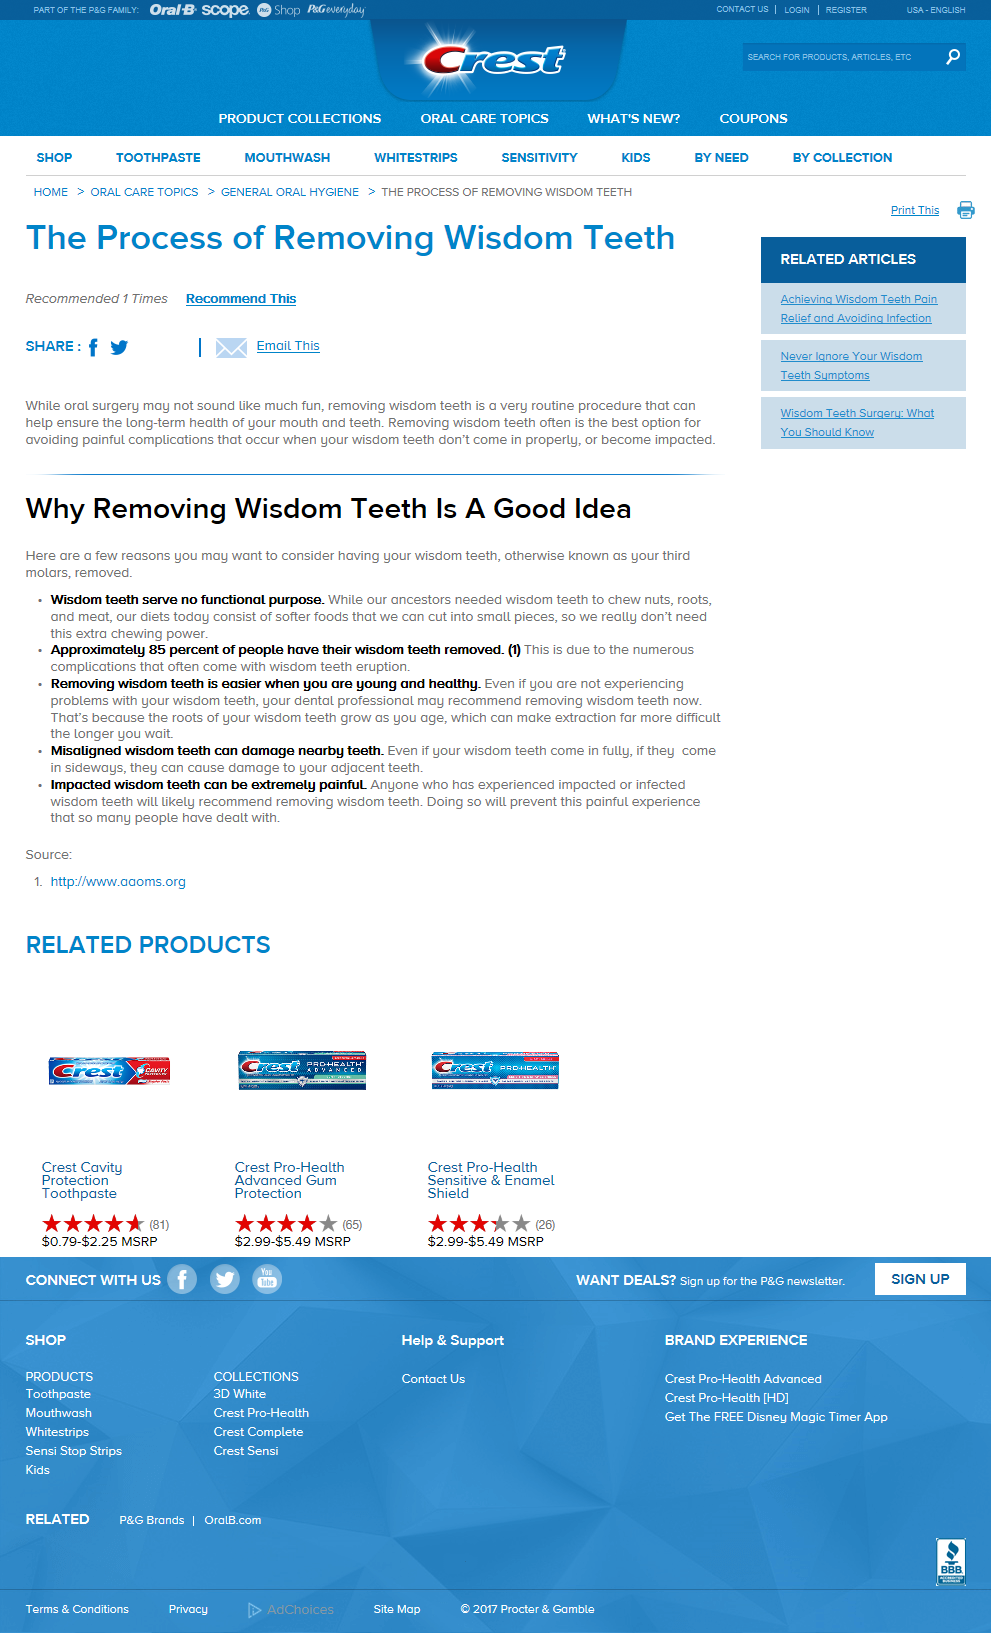 PART OF THE P&G FAMILY: Oral-B scope P&G Shop P&G everyday
CONTACT US | LOGIN | REGISTER USA - ENGLISH
Crest
SEARCH FOR PRODUCTS, ARTICLES, ETC
PRODUCT COLLECTIONS ORAL CARE TOPICS WHAT'S NEW? COUPONS
SHOP TOOTHPASTE MOUTHWASH WHITESTRIPS SENSITIVITY KIDS BY NEED BY COLLECTION
HOME > ORAL CARE TOPICS > GENERAL ORAL HYGIENE > THE PROCESS OF REMOVING WISDOM TEETH
Print This
The Process of Removing Wisdom Teeth
Recommended 1 Times Recommend This
SHARE : | Email This
RELATED ARTICLES
Achieving Wisdom Teeth Pain
Relief and Avoiding Infection
Never Ignore Your Wisdom
Teeth Symptoms
Wisdom Teeth Surgery: What
You Should Know
While oral surgery may not sound like much fun, removing wisdom teeth is a very routine procedure that can
help ensure the long-term health of your mouth and teeth. Removing wisdom teeth often is the best option for
avoiding painful complications that occur when your wisdom teeth don't come in properly, or become impacted.
Why Removing Wisdom Teeth Is A Good Idea
Here are a few reasons you may want to consider having your wisdom teeth, otherwise known as your third
molars, removed.
• Wisdom teeth serve no functional purpose. While our ancestors needed wisdom teeth to chew nuts, roots,
and meat, our diets today consist of softer foods that we can cut into small pieces, so we really don't need
this extra chewing power.
• Approximately 85 percent of people have their wisdom teeth removed. (1) This is due to the numerous
complications that often come with wisdom teeth eruption.
• Removing wisdom teeth is easier when you are young and healthy. Even if you are not experiencing
problems with your wisdom teeth, your dental professional may recommend removing wisdom teeth now.
That's because the roots of your wisdom teeth grow as you age, which can make extraction far more difficult
the longer you wait.
• Misaligned wisdom teeth can damage nearby teeth. Even if your wisdom teeth come in fully, if they come
in sideways, they can cause damage to your adjacent teeth.
• Impacted wisdom teeth can be extremely painful. Anyone who has experienced impacted or infected
wisdom teeth will likely recommend removing wisdom teeth. Doing so will prevent this painful experience
that so many people have dealt with.
Source:
1. http://www.aaoms.org
RELATED PRODUCTS
Crest CAVITY
Crest PRO-HEALTH ADVANCED
Crest PRO-HEALTH
Crest Cavity
Protection
Toothpaste
(81)
$0.79-$2.25 MSRP
Crest Pro-Health
Advanced Gum
Protection
(65)
$2.99-$5.49 MSRP
Crest Pro-Health
Sensitive & Enamel
Shield
(26)
$2.99-$5.49 MSRP
CONNECT WITH US You Tube WANT DEALS? Sign up for the P&G newsletter. SIGN UP
SHOP
PRODUCTS
Toothpaste
Mouthwash
Whitestrips
Sensi Stop Strips
Kids
COLLECTIONS
3D White
Crest Pro-Health
Crest Complete
Crest Sensi
Help & Support
Contact Us
BRAND EXPERIENCE
Crest Pro-Health Advanced
Crest Pro-Health [HD]
Get The FREE Disney Magic Timer App
RELATED P&G Brands | OralB.com
BBB
ACCREDITED
BUSINESS
Terms & Conditions Privacy AdChoices Site Map © 2017 Procter & Gamble